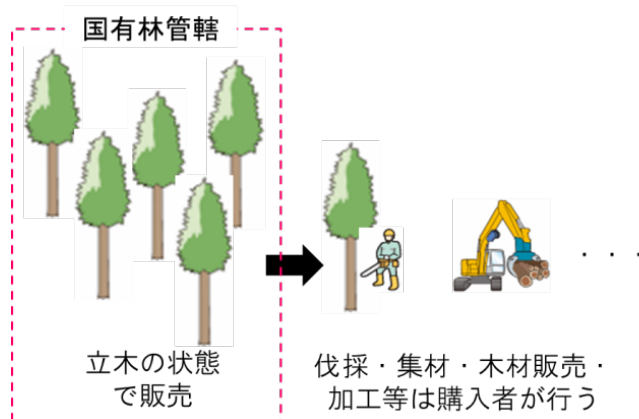 国有林管轄
・・・
立木の状態
で販売
伐採・集材・木材販売・
加工等は購入者が行う